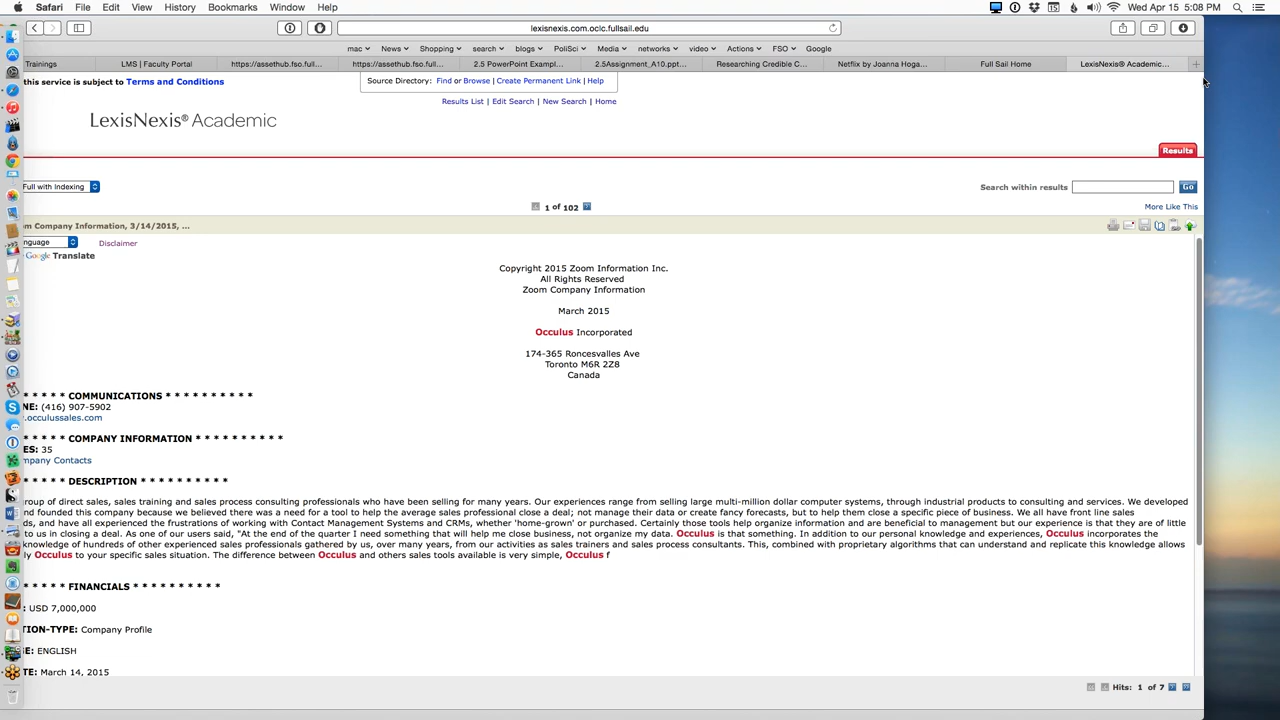 Safari File Edit View History Bookmarks Window Help Wed Apr 15 5:08 PM
lexisnexis.com.oclc.fullsail.edu
mac News Shopping search blogs PoliSci Media networks video Actions FSO Google
Trainings LMS | Faculty Portal https://assethub.fso.full... https://assethub.fso.full... 2.5 PowerPoint Exampl... 2.5Assignment_A10.ppt... Researching Credible C... Netflix by Joanna Hoga... Full Sail Home LexisNexis® Academic...
this service is subject to Terms and Conditions
Source Directory: Find or Browse | Create Permanent Link | Help
Results List | Edit Search | New Search | Home
LexisNexis® Academic
Results
Full with Indexing
Search within results Go
1 of 102
More Like This
m Company Information, 3/14/2015, ...
nguage Disclaimer
Google Translate
Copyright 2015 Zoom Information Inc.
All Rights Reserved
Zoom Company Information
March 2015
Occulus Incorporated
174-365 Roncesvalles Ave
Toronto M6R 2Z8
Canada
* * * * * COMMUNICATIONS * * * * * * * * * *
NE: (416) 907-5902
.occulussales.com
* * * * * COMPANY INFORMATION * * * * * * * * * *
ES: 35
mpany Contacts
* * * * * DESCRIPTION * * * * * * * * * *
roup of direct sales, sales training and sales process consulting professionals who have been selling for many years. Our experiences range from selling large multi-million dollar computer systems, through industrial products to consulting and services. We developed
nd founded this company because we believed there was a need for a tool to help the average sales professional close a deal; not manage their data or create fancy forecasts, but to help them close a specific piece of business. We all have front line sales
ds, and have all experienced the frustrations of working with Contact Management Systems and CRMs, whether 'home-grown' or purchased. Certainly those tools help organize information and are beneficial to management but our experience is that they are of little
to us in closing a deal. As one of our users said, "At the end of the quarter I need something that will help me close business, not organize my data. Occulus is that something. In addition to our personal knowledge and experiences, Occulus incorporates the
knowledge of hundreds of other experienced sales professionals gathered by us, over many years, from our activities as sales trainers and sales process consultants. This, combined with proprietary algorithms that can understand and replicate this knowledge allows
y Occulus to your specific sales situation. The difference between Occulus and others sales tools available is very simple, Occulus f
* * * * * FINANCIALS * * * * * * * * * *
: USD 7,000,000
TION-TYPE: Company Profile
E: ENGLISH
TE: March 14, 2015
Hits: 1 of 7